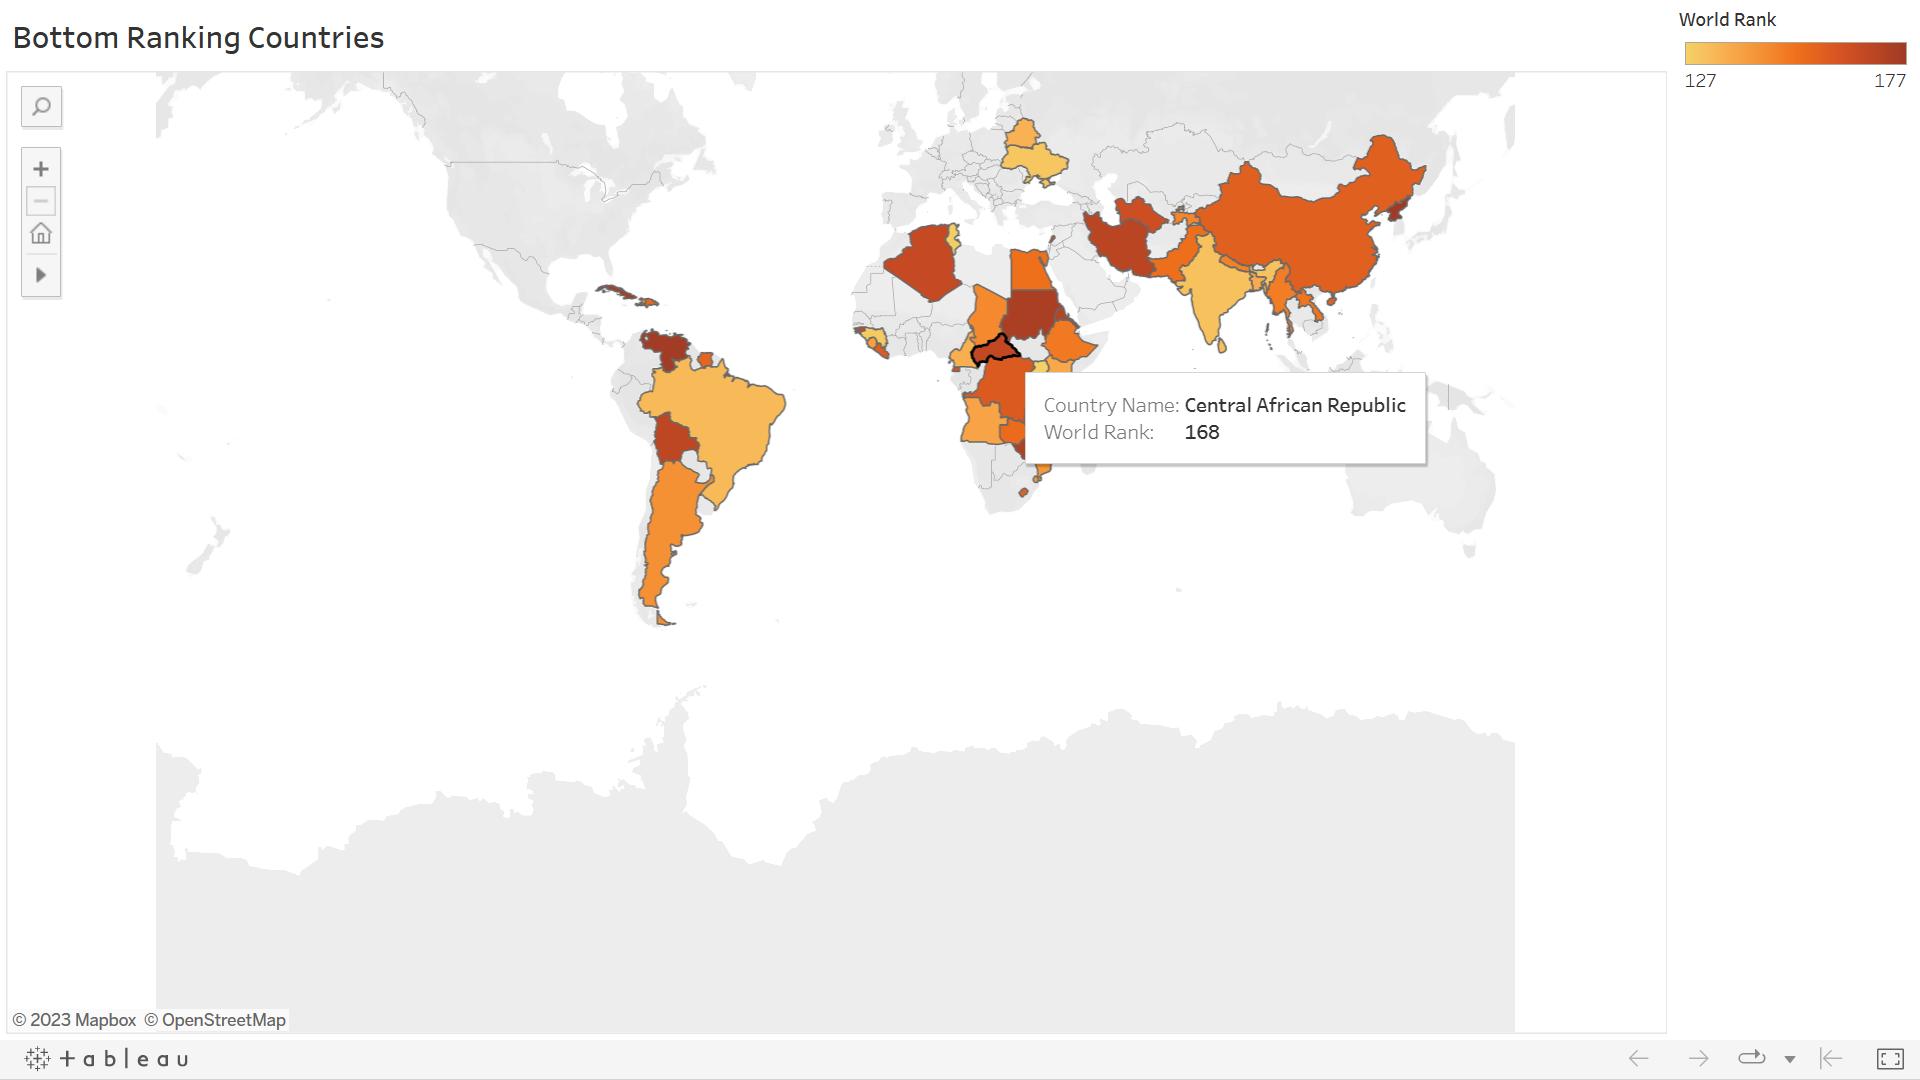 Bottom Ranking Countries
World Rank
127 177
Country Name: Central African Republic
World Rank: 168
© 2023 Mapbox © OpenStreetMap
+ a b | e a u